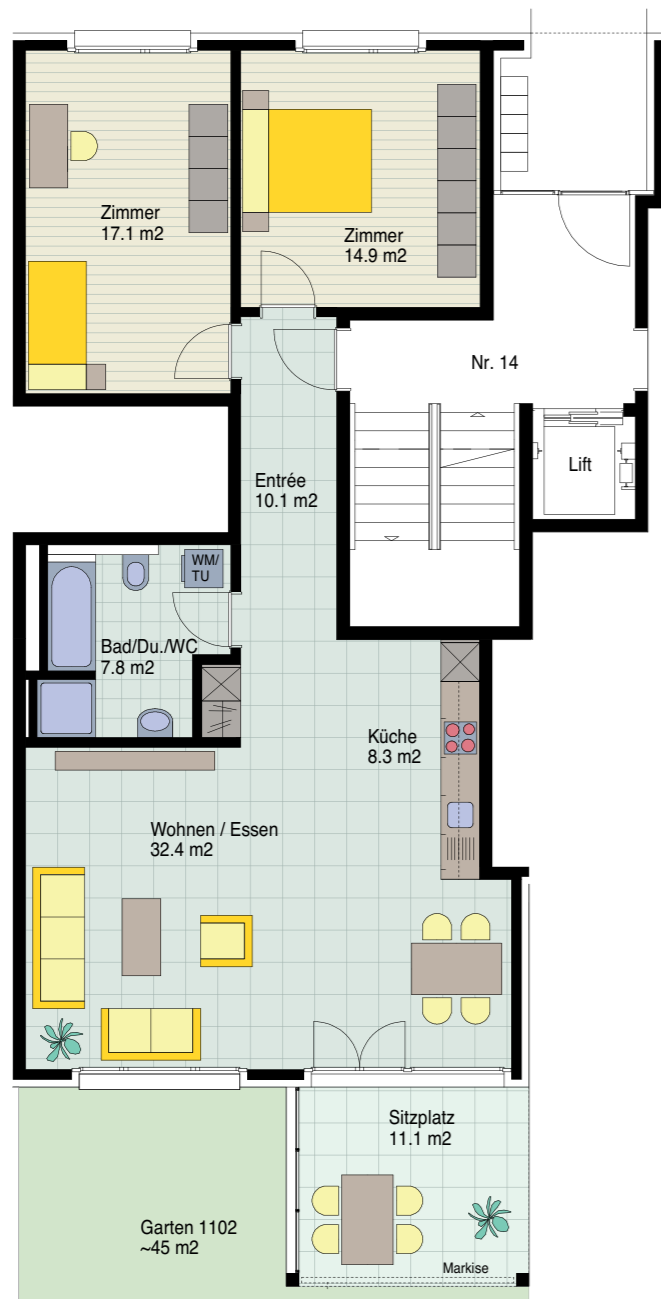 Zimmer
17.1 m2
Zimmer
14.9 m2
Nr. 14
Lift
Entrée
10.1 m2
WM/
TU
Bad/Du./WC
7.8 m2
Küche
8.3 m2
Wohnen / Essen
32.4 m2
Sitzplatz
11.1 m2
Garten 1102
~45 m2
Markise